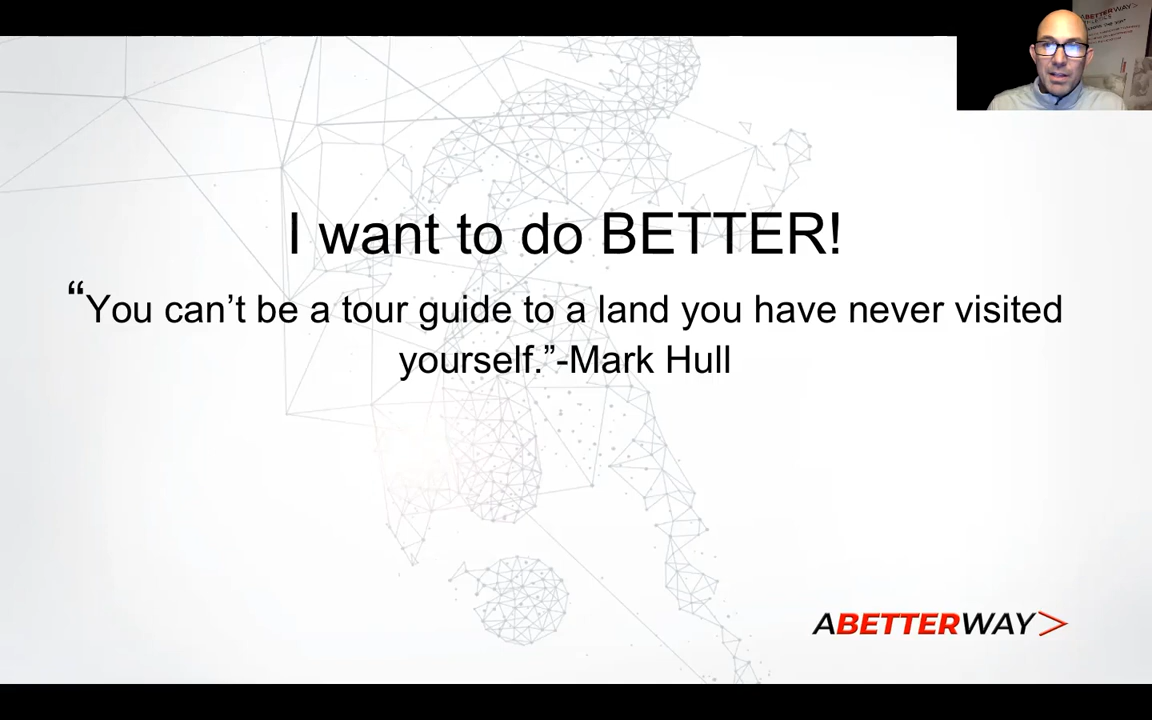 ABETTERWAY>
I want to do BETTER!
“You can’t be a tour guide to a land you have never visited
yourself.”-Mark Hull
ABETTERWAY>